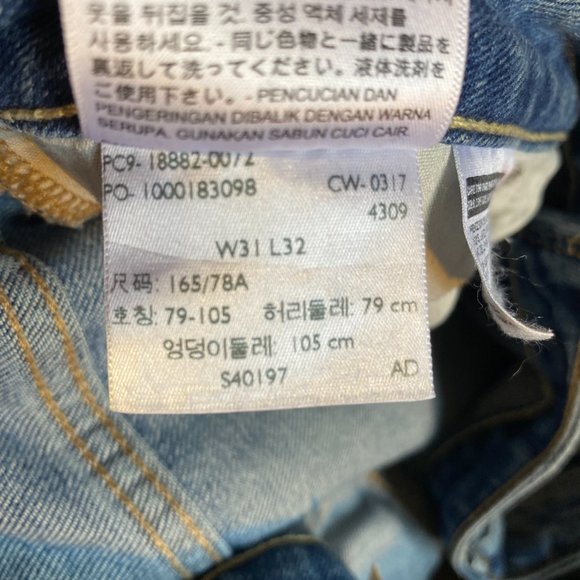 옷을 뒤집을 것. 중성 액체 세제를
사용하세요 - 同じ色物と一緒に製品を
裏返して洗ってください。液体洗剤を
ご使用下さい。- PENCUCIAN DAN
PENGERINGAN DIBALIK DENGAN WARNA
SERUPA. GUNAKAN SABUN CUCI CAIR.
PC9- 18882-0072
PO- 1000183098 CW-0317
4309
W31 L32
尺码: 165/78A
호칭: 79-105 허리둘레: 79 cm
엉덩이둘레: 105 cm
S40197 AD